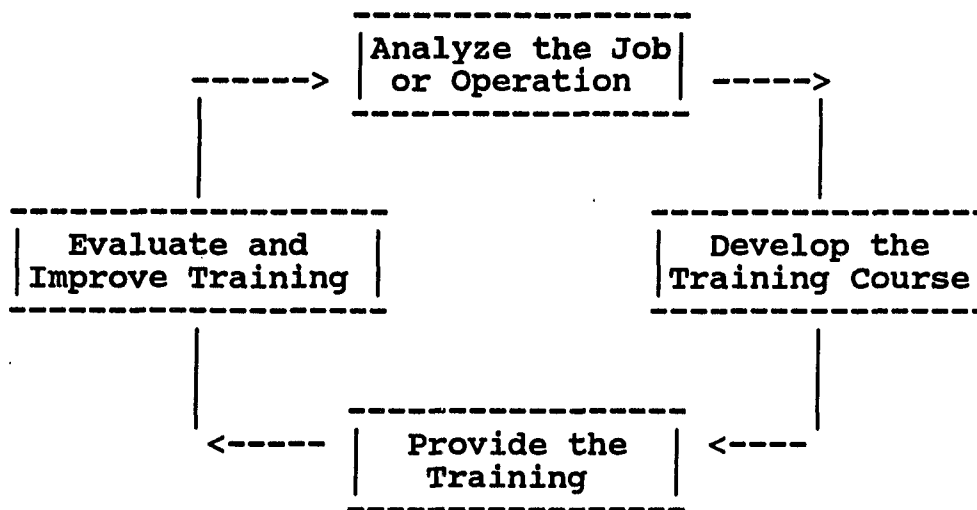 Analyze the Job
or Operation
Evaluate and
Improve Training
Develop the
Training Course
Provide the
Training